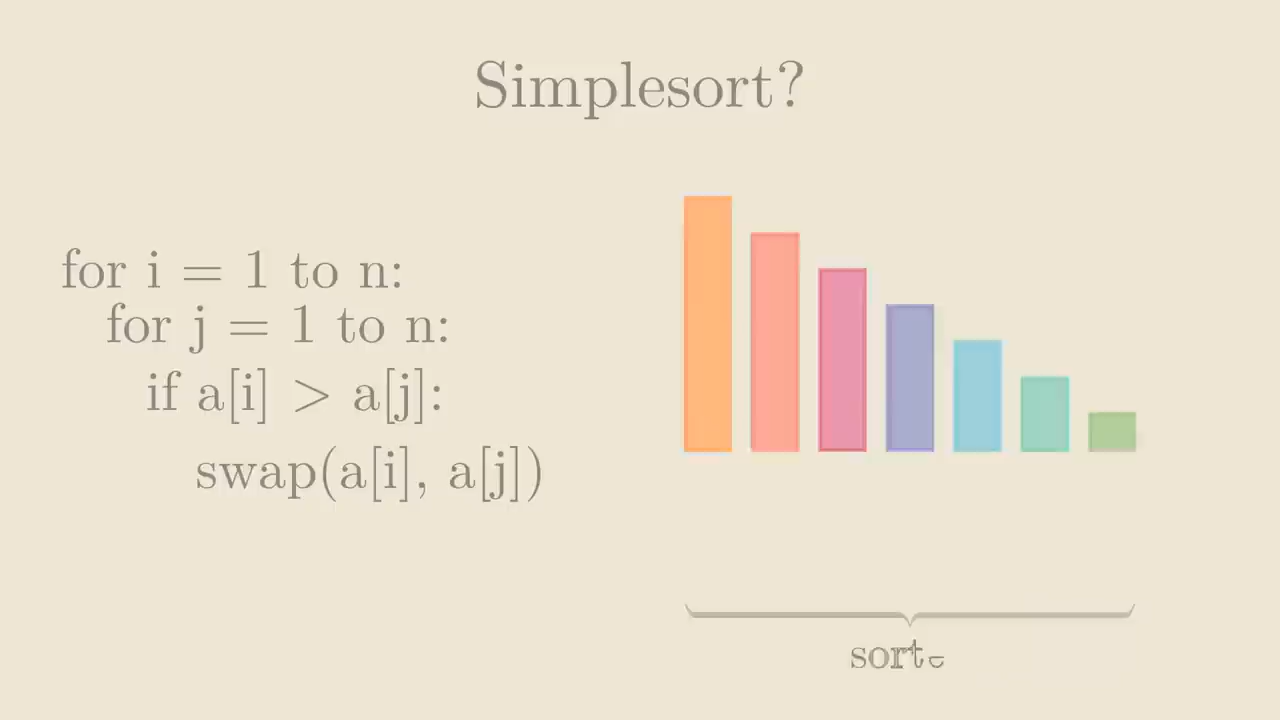 Simplesort?
for i = 1 to n:
for j = 1 to n:
if a[i] > a[j]:
swap(a[i], a[j])